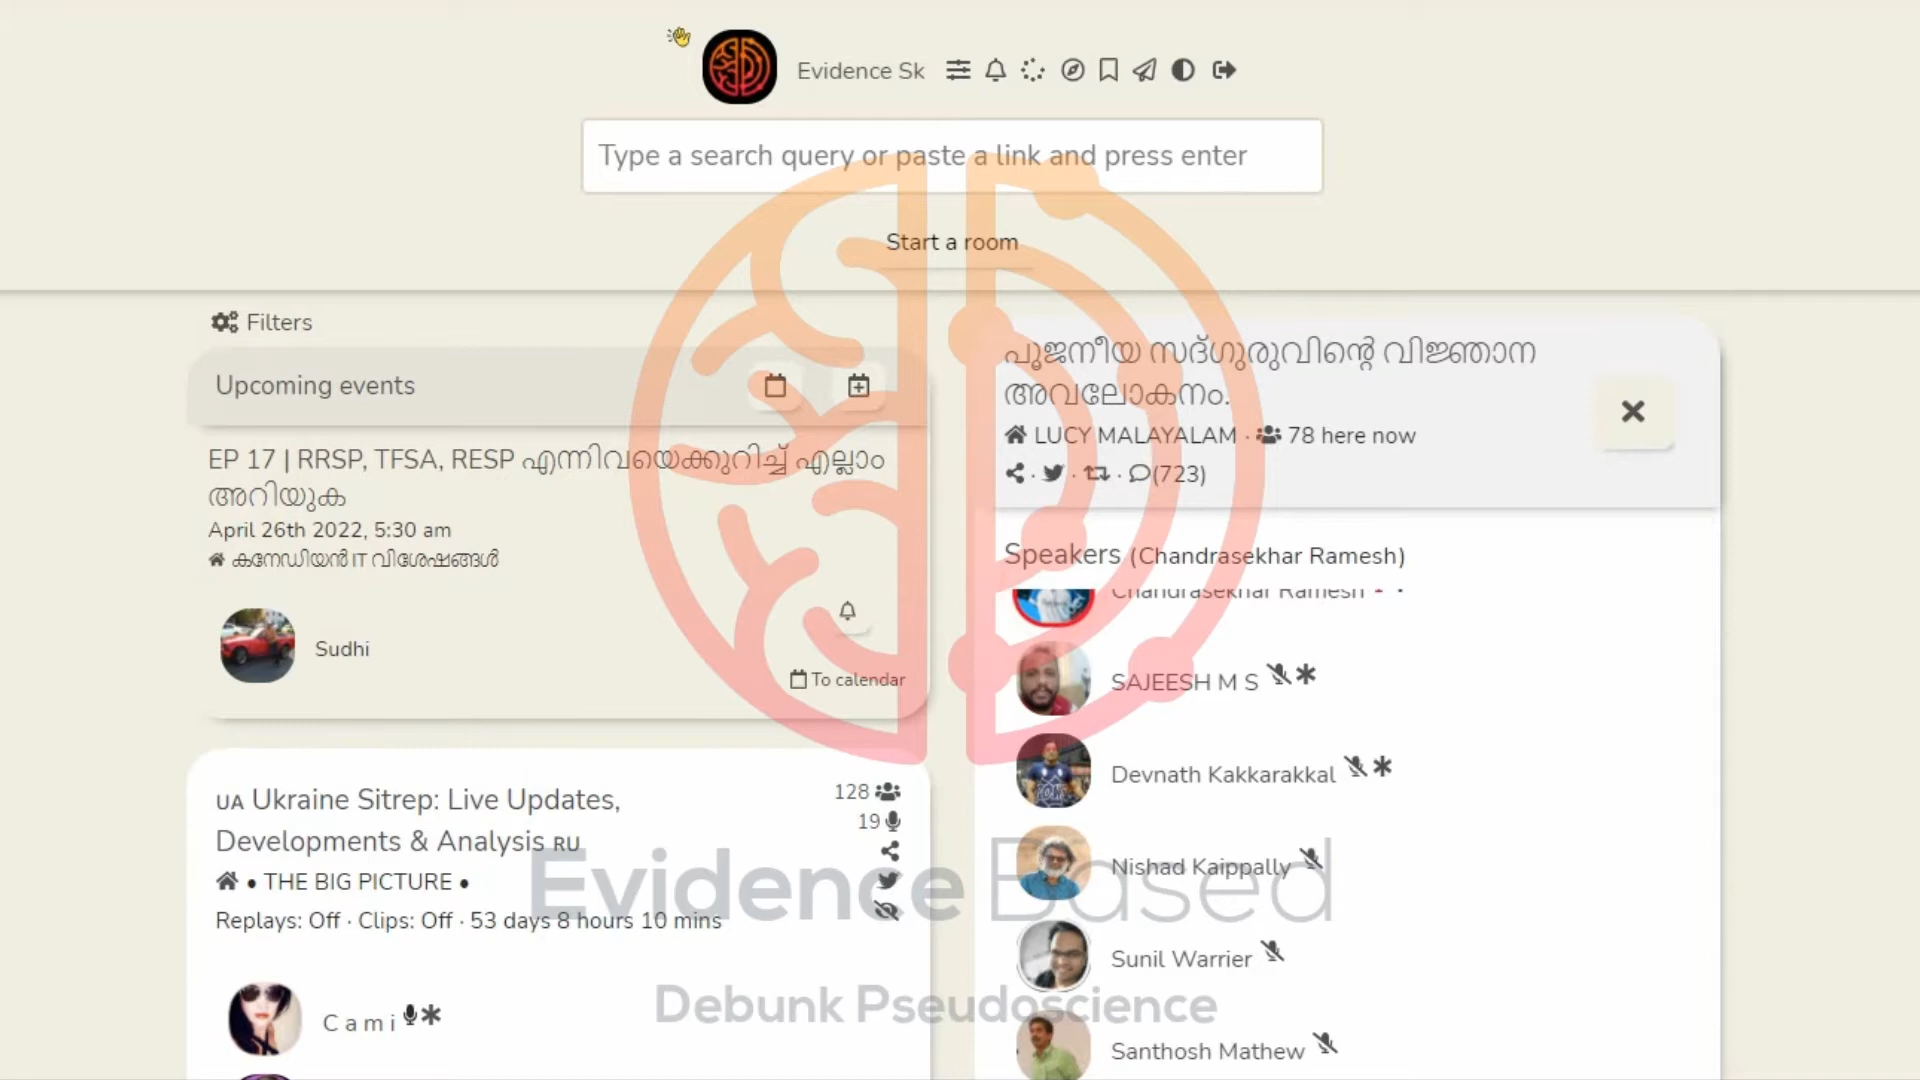 Evidence Sk
Type a search query or paste a link and press enter
Start a room
Filters
Upcoming events
EP 17 | RRSP, TFSA, RESP എന്നിവയെക്കുറിച്ച് എല്ലാം
അറിയുക
April 26th 2022, 5:30 am
കനേഡിയൻ IT വിശേഷങ്ങൾ
Sudhi
To calendar
UA Ukraine Sitrep: Live Updates,
Developments & Analysis RU
• THE BIG PICTURE •
Replays: Off · Clips: Off · 53 days 8 hours 10 mins
128
19
C a m i
പൂജനീയ സദ്ഗുരുവിന്റെ വിജ്ഞാന
അവലോകനം.
LUCY MALAYALAM · 78 here now
(723)
Speakers (Chandrasekhar Ramesh)
Chandrasekhar Ramesh
SAJEESH M S
Devnath Kakkarakkal
Nishad Kaippally
Sunil Warrier
Santhosh Mathew
EvidenceBased
Debunk Pseudoscience